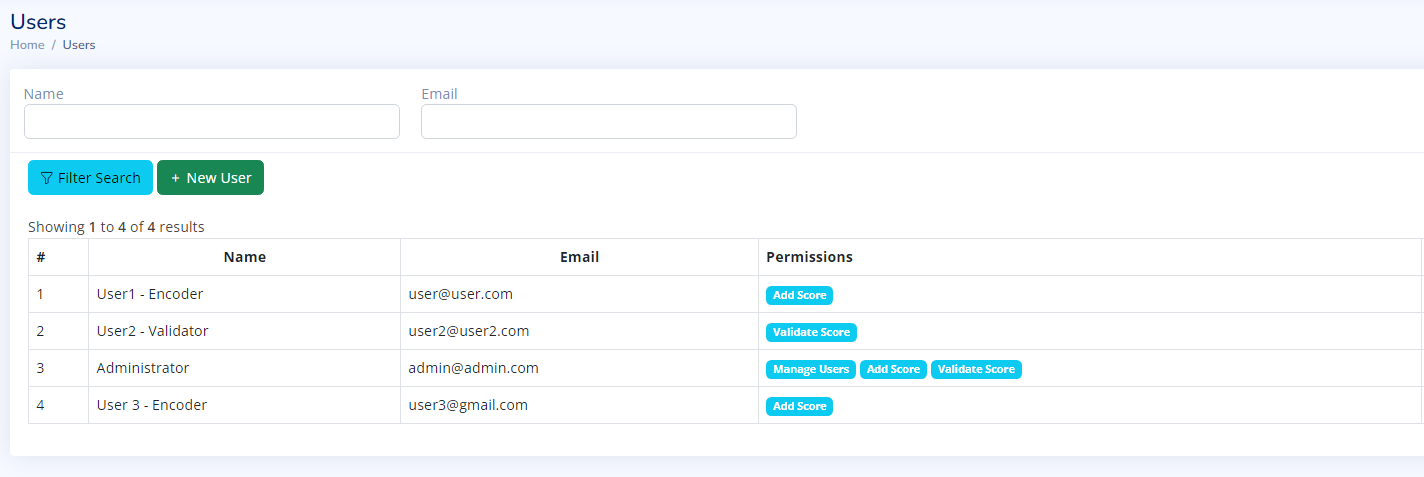 Users
Home / Users
Name Email
Filter Search + New User
Showing 1 to 4 of 4 results
# Name Email Permissions
1 User1 - Encoder user@user.com Add Score
2 User2 - Validator user2@user2.com Validate Score
3 Administrator admin@admin.com Manage Users Add Score Validate Score
4 User 3 - Encoder user3@gmail.com Add Score